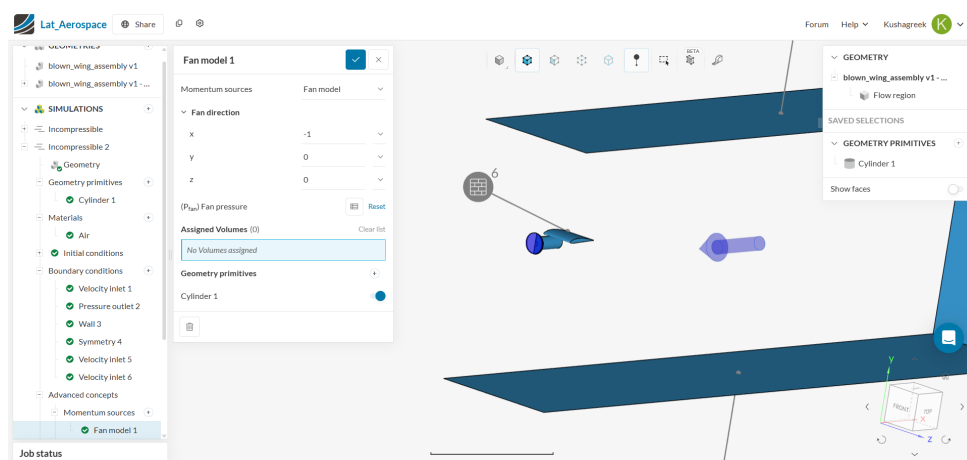 Lat_Aerospace
Share
Forum
Help
Kushagreek
K
GEOMETRIES
blown_wing_assembly v1
blown_wing_assembly v1 - ...
SIMULATIONS
Incompressible
Incompressible 2
Geometry
Geometry primitives
Cylinder 1
Materials
Air
Initial conditions
Boundary conditions
Velocity inlet 1
Pressure outlet 2
Wall 3
Symmetry 4
Velocity inlet 5
Velocity inlet 6
Advanced concepts
Momentum sources
Fan model 1
Job status
Fan model 1
Momentum sources
Fan model
Fan direction
x
-1
y
0
z
0
(Pfan) Fan pressure
Reset
Assigned Volumes (0)
Clear list
No Volumes assigned
Geometry primitives
Cylinder 1
BETA
6
GEOMETRY
blown_wing_assembly v1 - ...
Flow region
SAVED SELECTIONS
GEOMETRY PRIMITIVES
Cylinder 1
Show faces
y
FRONT
TOP
X
Z